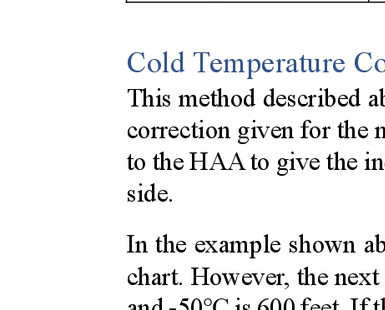 Cold Temperature Co
This method described ab
correction given for the n
to the HAA to give the in
side.
In the example shown ab
chart. However, the next
and -50°C is 600 feet. If th